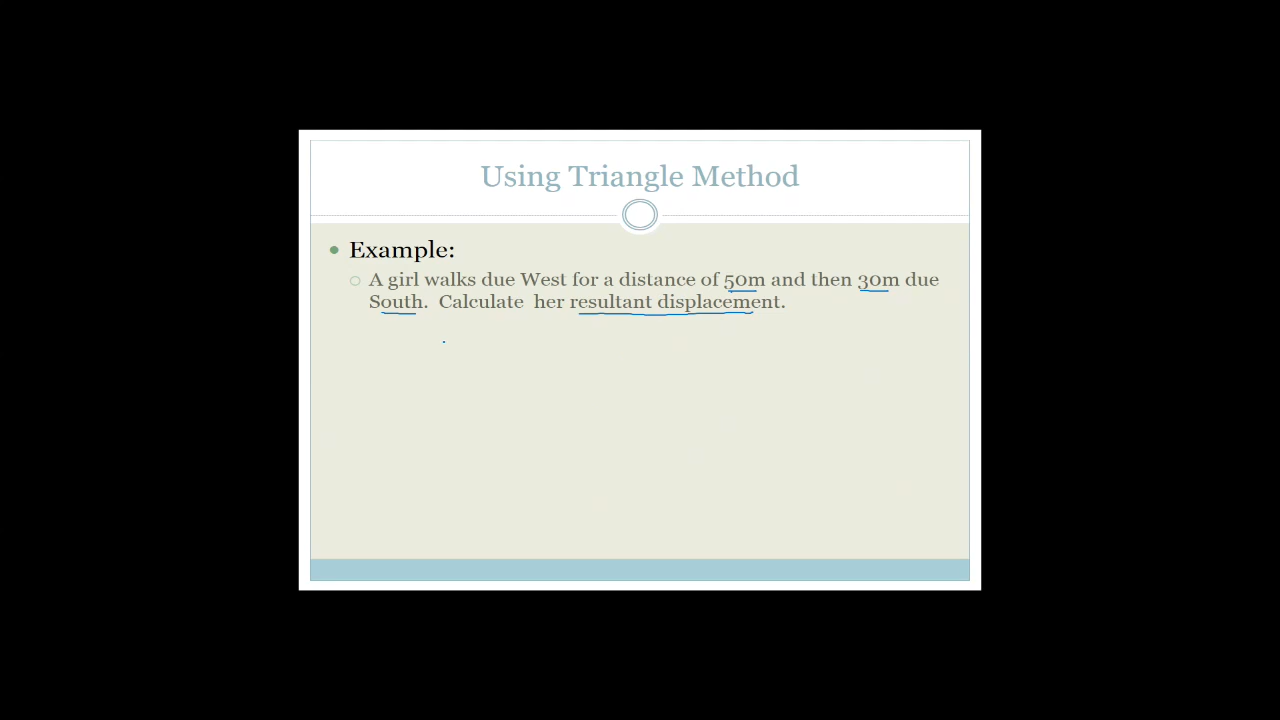 Using Triangle Method
Example:
A girl walks due West for a distance of 50m and then 30m due
South. Calculate her resultant displacement.